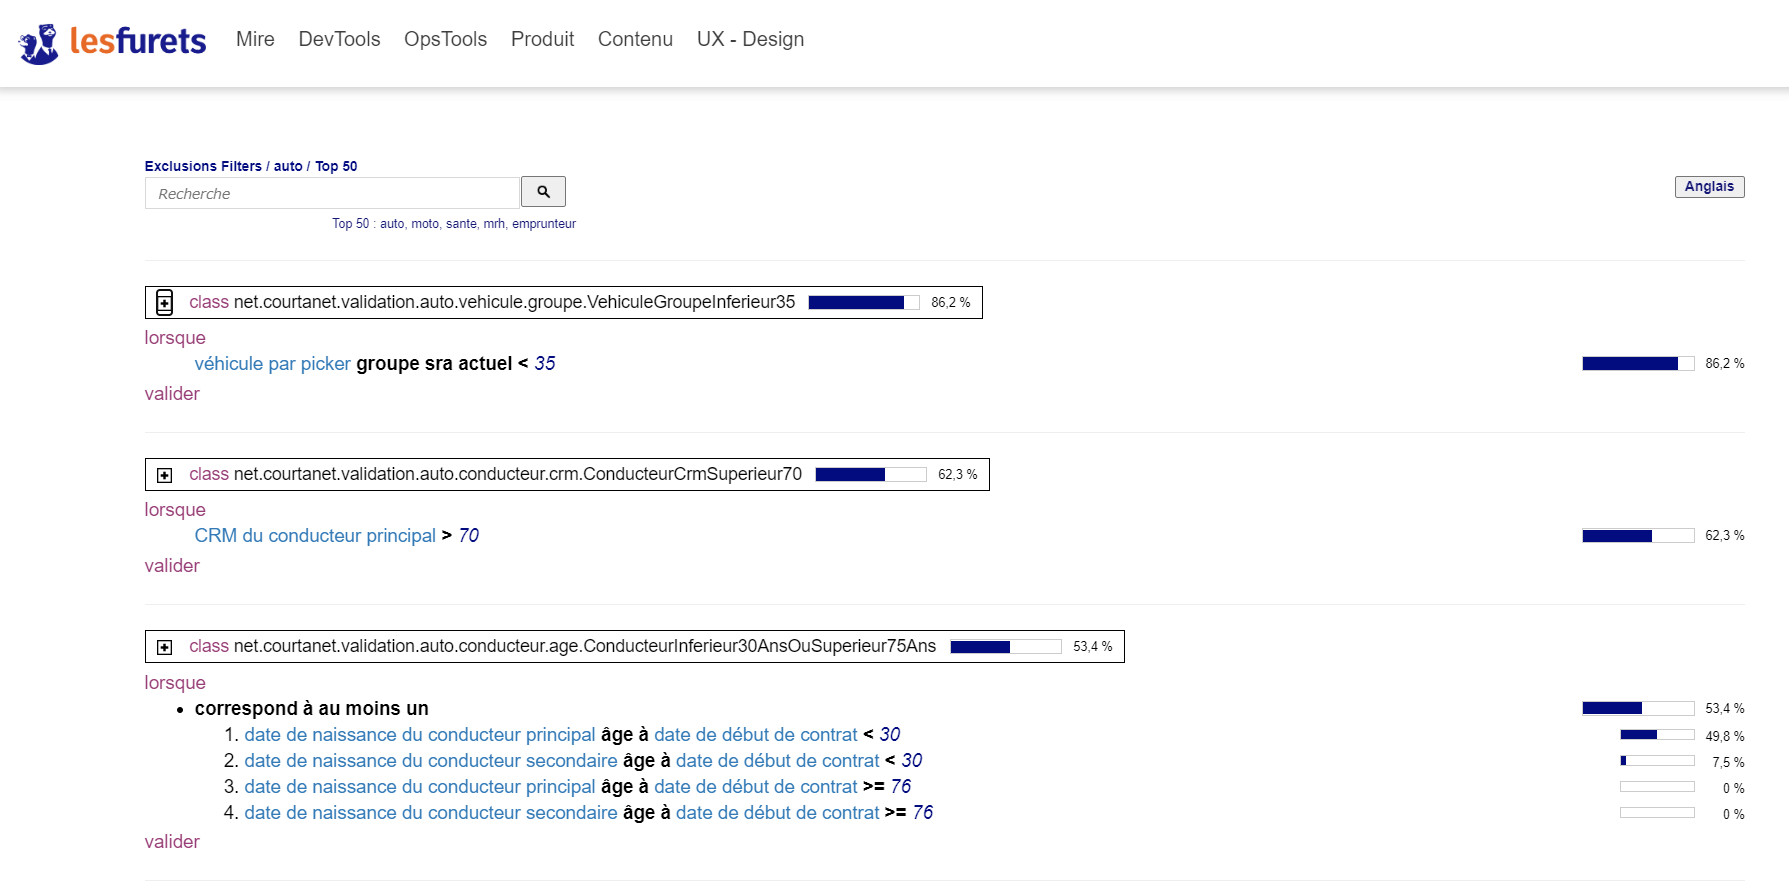 lesfurets Mire DevTools OpsTools Produit Contenu UX - Design
Exclusions Filters / auto / Top 50
Recherche
Anglais
Top 50 : auto, moto, sante, mrh, emprunteur
class net.courtanet.validation.auto.vehicule.groupe.VehiculeGroupeInferieur35 86,2 %
lorsque
véhicule par picker groupe sra actuel < 35 86,2 %
valider
class net.courtanet.validation.auto.conducteur.crm.ConducteurCrmSuperieur70 62,3 %
lorsque
CRM du conducteur principal > 70 62,3 %
valider
class net.courtanet.validation.auto.conducteur.age.ConducteurInferieur30AnsOuSuperieur75Ans 53,4 %
lorsque
• correspond à au moins un 53,4 %
1. date de naissance du conducteur principal âge à date de début de contrat < 30 49,8 %
2. date de naissance du conducteur secondaire âge à date de début de contrat < 30 7,5 %
3. date de naissance du conducteur principal âge à date de début de contrat >= 76 0 %
4. date de naissance du conducteur secondaire âge à date de début de contrat >= 76 0 %
valider